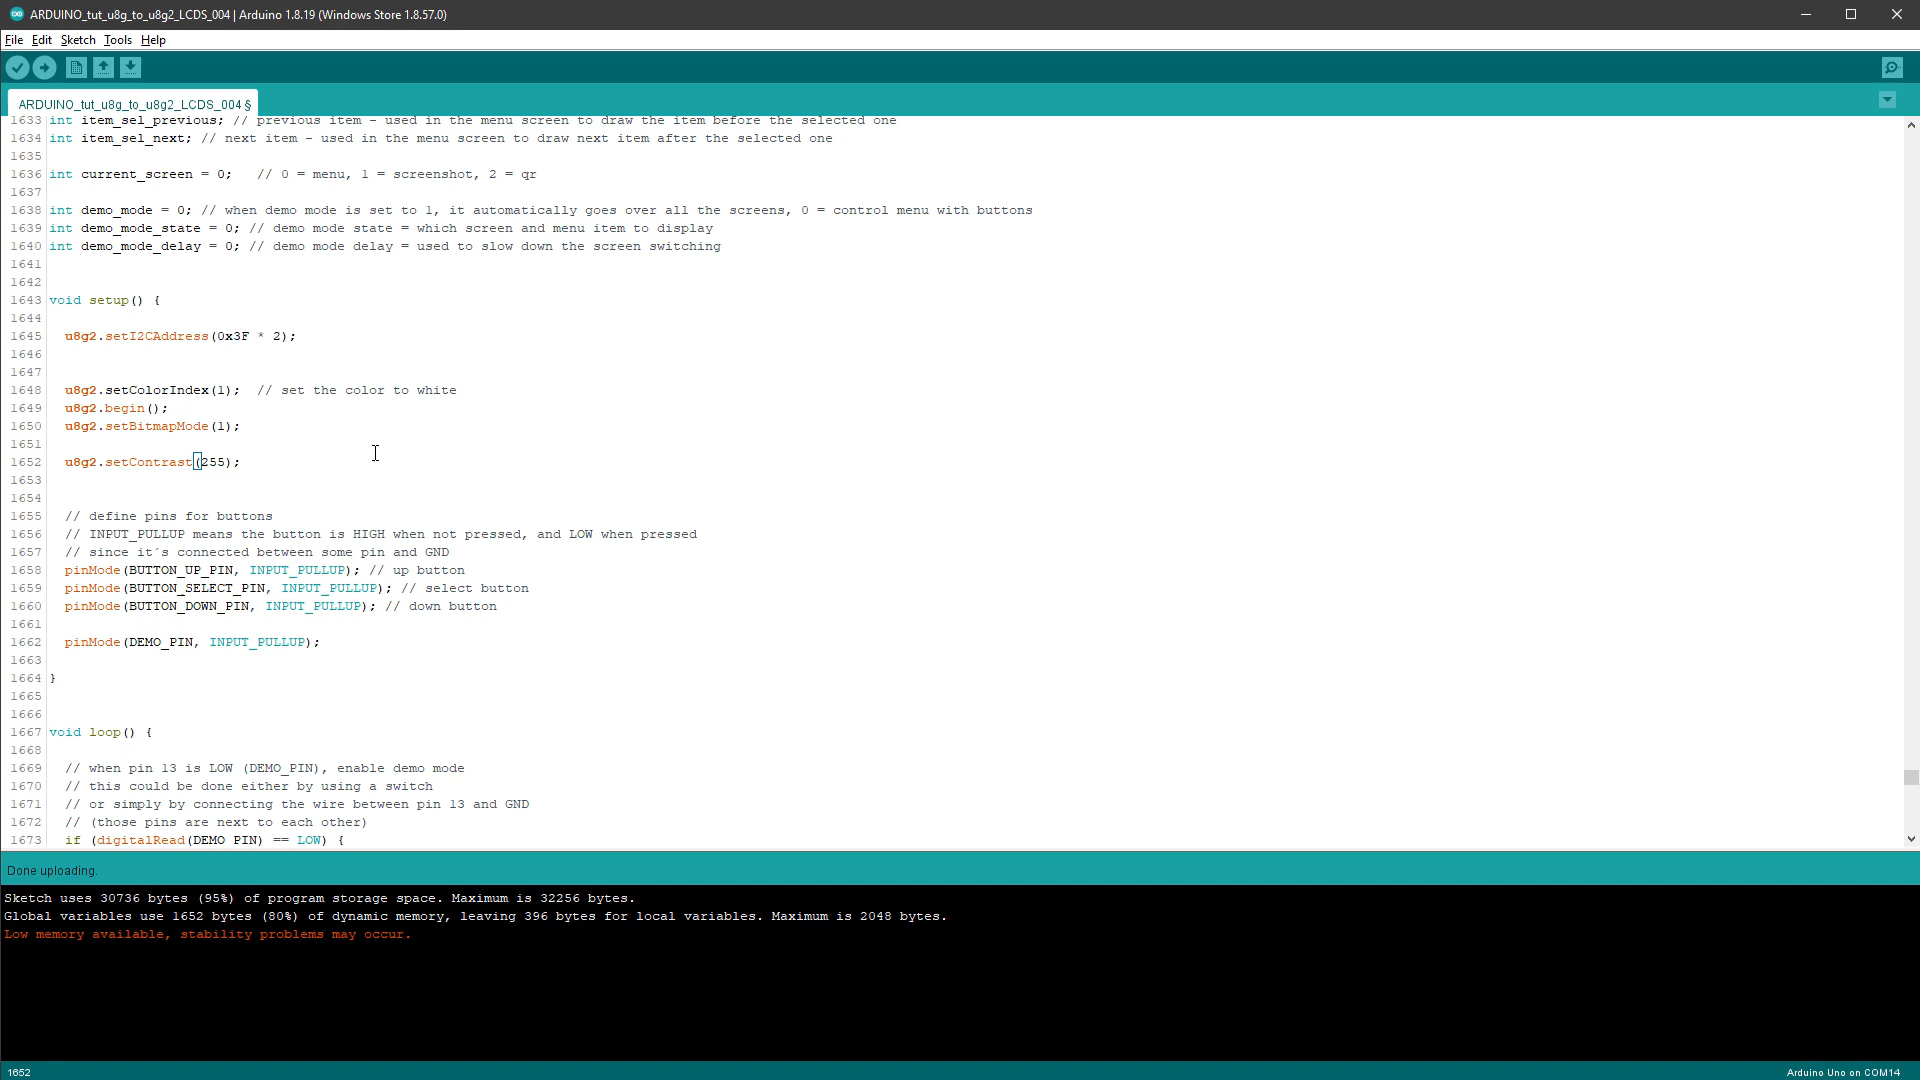 ARDUINO_tut_u8g_to_u8g2_LCDS_004 | Arduino 1.8.19 (Windows Store 1.8.57.0)
File Edit Sketch Tools Help
ARDUINO_tut_u8g_to_u8g2_LCDS_004 §
1633 int item_sel_previous; // previous item - used in the menu screen to draw the item before the selected one
1634 int item_sel_next; // next item - used in the menu screen to draw next item after the selected one
1635
1636 int current_screen = 0;   // 0 = menu, 1 = screenshot, 2 = qr
1637
1638 int demo_mode = 0; // when demo mode is set to 1, it automatically goes over all the screens, 0 = control menu with buttons
1639 int demo_mode_state = 0; // demo mode state = which screen and menu item to display
1640 int demo_mode_delay = 0; // demo mode delay = used to slow down the screen switching
1641
1642
1643 void setup() {
1644
1645   u8g2.setI2CAddress(0x3F * 2);
1646
1647
1648   u8g2.setColorIndex(1);  // set the color to white
1649   u8g2.begin();
1650   u8g2.setBitmapMode(1);
1651
1652   u8g2.setContrast(255);
1653
1654
1655   // define pins for buttons
1656   // INPUT_PULLUP means the button is HIGH when not pressed, and LOW when pressed
1657   // since it´s connected between some pin and GND
1658   pinMode(BUTTON_UP_PIN, INPUT_PULLUP); // up button
1659   pinMode(BUTTON_SELECT_PIN, INPUT_PULLUP); // select button
1660   pinMode(BUTTON_DOWN_PIN, INPUT_PULLUP); // down button
1661
1662   pinMode(DEMO_PIN, INPUT_PULLUP);
1663
1664 }
1665
1666
1667 void loop() {
1668
1669   // when pin 13 is LOW (DEMO_PIN), enable demo mode
1670   // this could be done either by using a switch
1671   // or simply by connecting the wire between pin 13 and GND
1672   // (those pins are next to each other)
1673   if (digitalRead(DEMO_PIN) == LOW) {
Done uploading.
Sketch uses 30736 bytes (95%) of program storage space. Maximum is 32256 bytes.
Global variables use 1652 bytes (80%) of dynamic memory, leaving 396 bytes for local variables. Maximum is 2048 bytes.
Low memory available, stability problems may occur.
1652
Arduino Uno on COM14